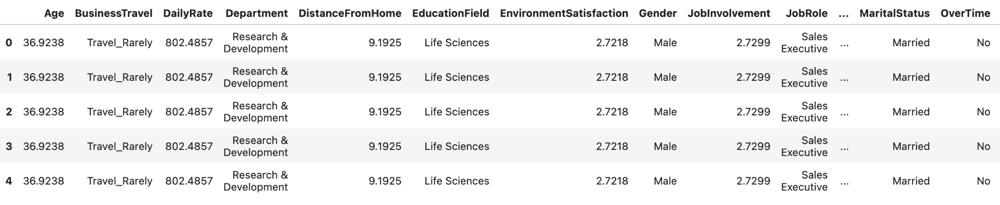 Age BusinessTravel DailyRate Department DistanceFromHome EducationField EnvironmentSatisfaction Gender JobInvolvement JobRole ... MaritalStatus OverTime
0 36.9238 Travel_Rarely 802.4857 Research & Development 9.1925 Life Sciences 2.7218 Male 2.7299 Sales Executive ... Married No
1 36.9238 Travel_Rarely 802.4857 Research & Development 9.1925 Life Sciences 2.7218 Male 2.7299 Sales Executive ... Married No
2 36.9238 Travel_Rarely 802.4857 Research & Development 9.1925 Life Sciences 2.7218 Male 2.7299 Sales Executive ... Married No
3 36.9238 Travel_Rarely 802.4857 Research & Development 9.1925 Life Sciences 2.7218 Male 2.7299 Sales Executive ... Married No
4 36.9238 Travel_Rarely 802.4857 Research & Development 9.1925 Life Sciences 2.7218 Male 2.7299 Sales Executive ... Married No